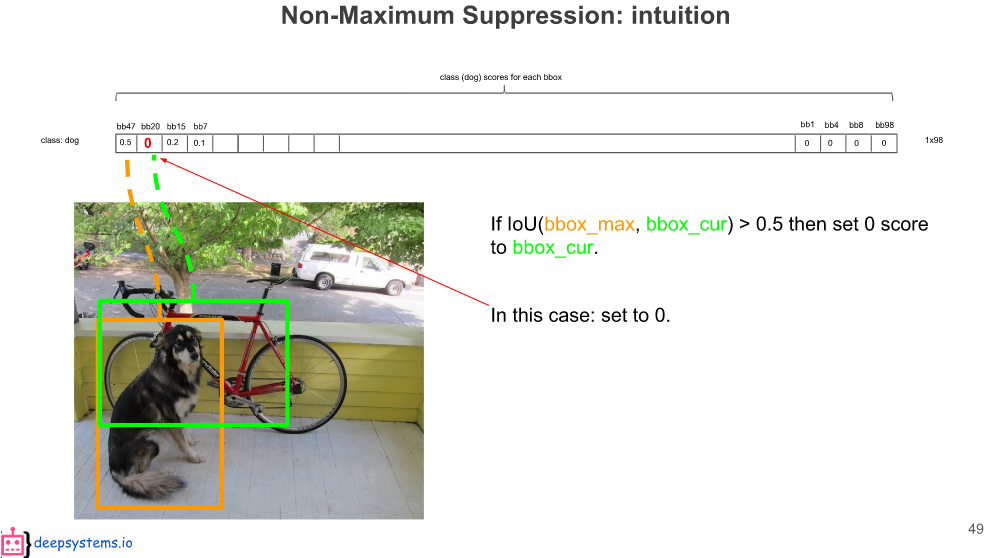 Non-Maximum Suppression: intuition
class (dog) scores for each bbox
bb47 bb20 bb15 bb7 bb1 bb4 bb8 bb98
class: dog 0.5 0 0.2 0.1 0 0 0 0 1x98
If IoU(bbox_max, bbox_cur) > 0.5 then set 0 score
to bbox_cur.
In this case: set to 0.
49
deepsystems.io